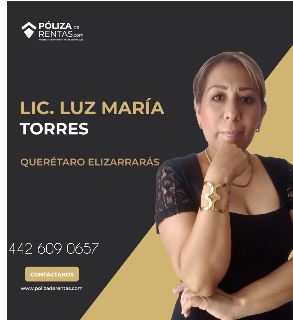 PÓLIZA de
RENTAS.com
LIC. LUZ MARÍA
TORRES
QUERÉTARO ELIZARRARÁS
442 609 0657
CONTÁCTANOS
www.polizaderentas.com